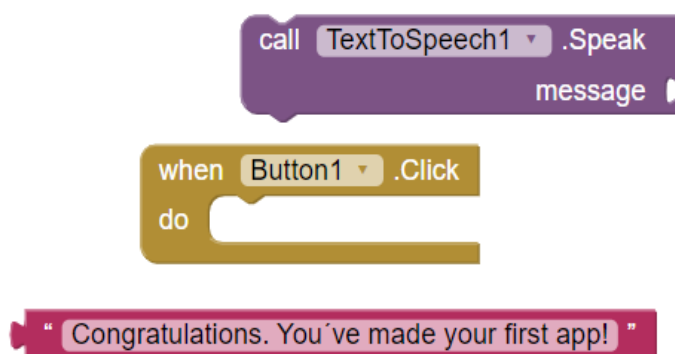 call TextToSpeech1 .Speak
message
when Button1 .Click
do
“ Congratulations. You´ve made your first app! ”